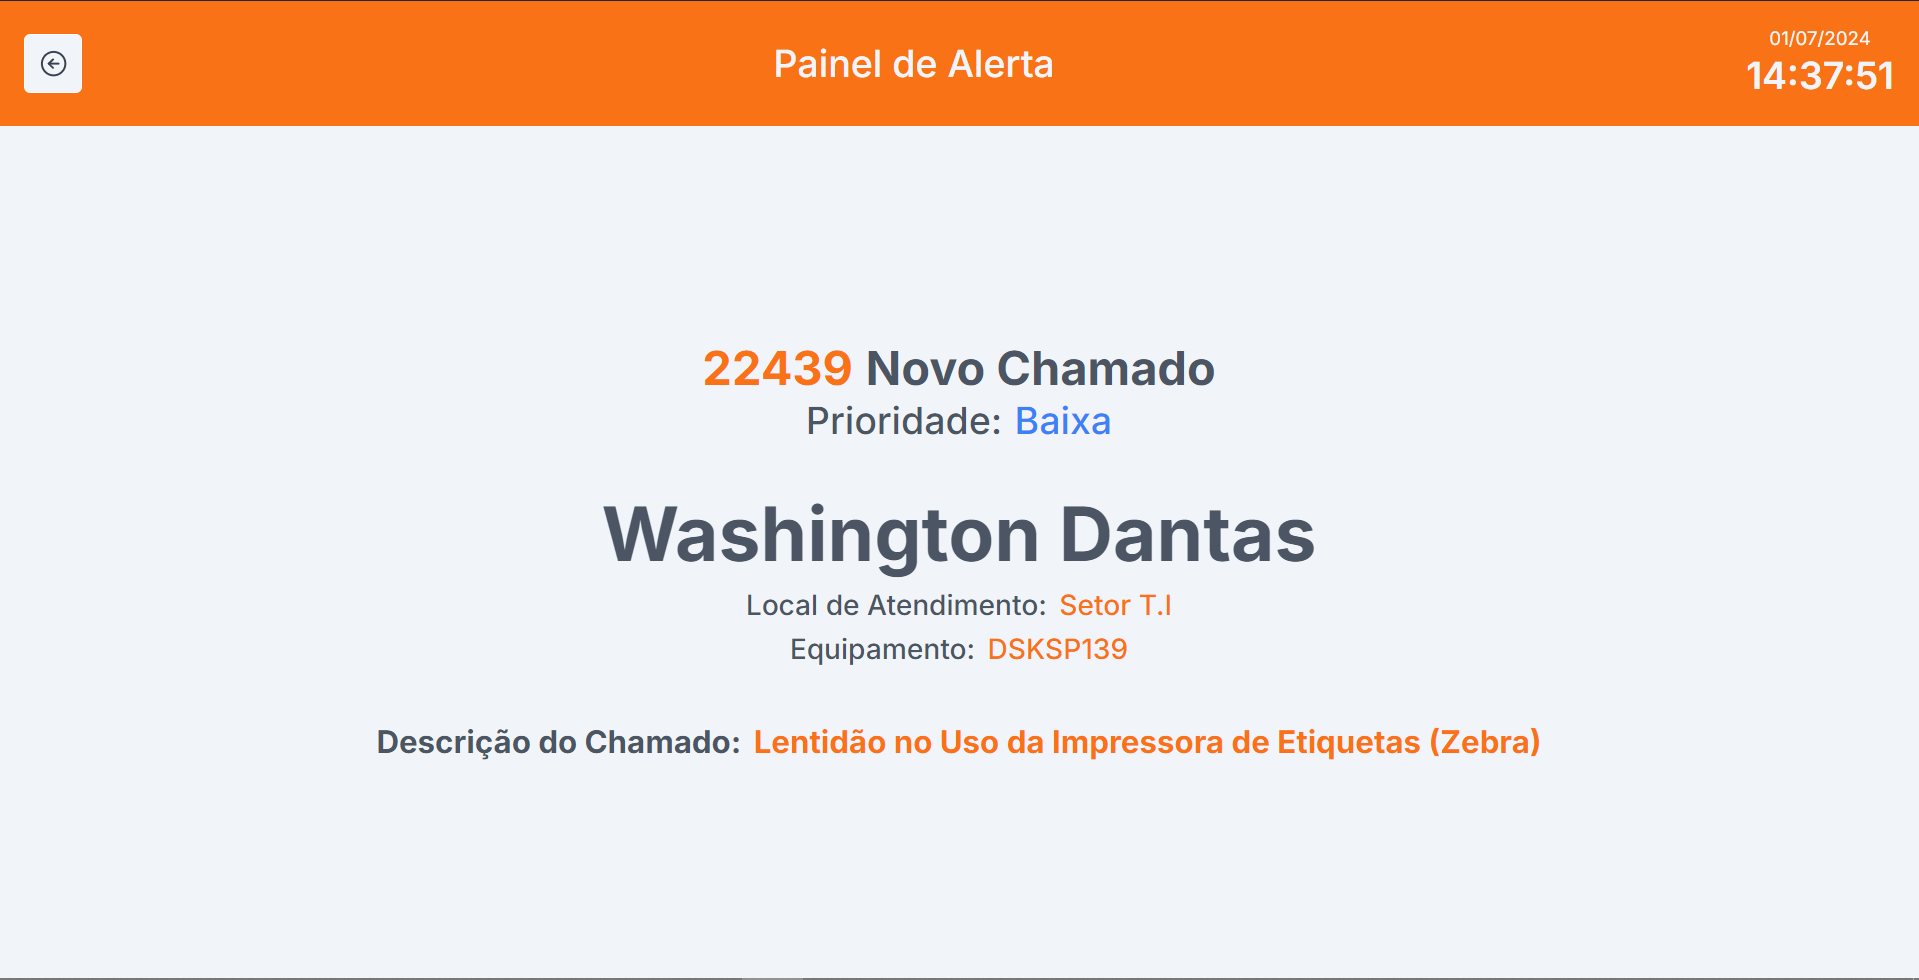 Painel de Alerta
01/07/2024
14:37:51
22439 Novo Chamado
Prioridade: Baixa
Washington Dantas
Local de Atendimento: Setor T.I
Equipamento: DSKSP139
Descrição do Chamado: Lentidão no Uso da Impressora de Etiquetas (Zebra)